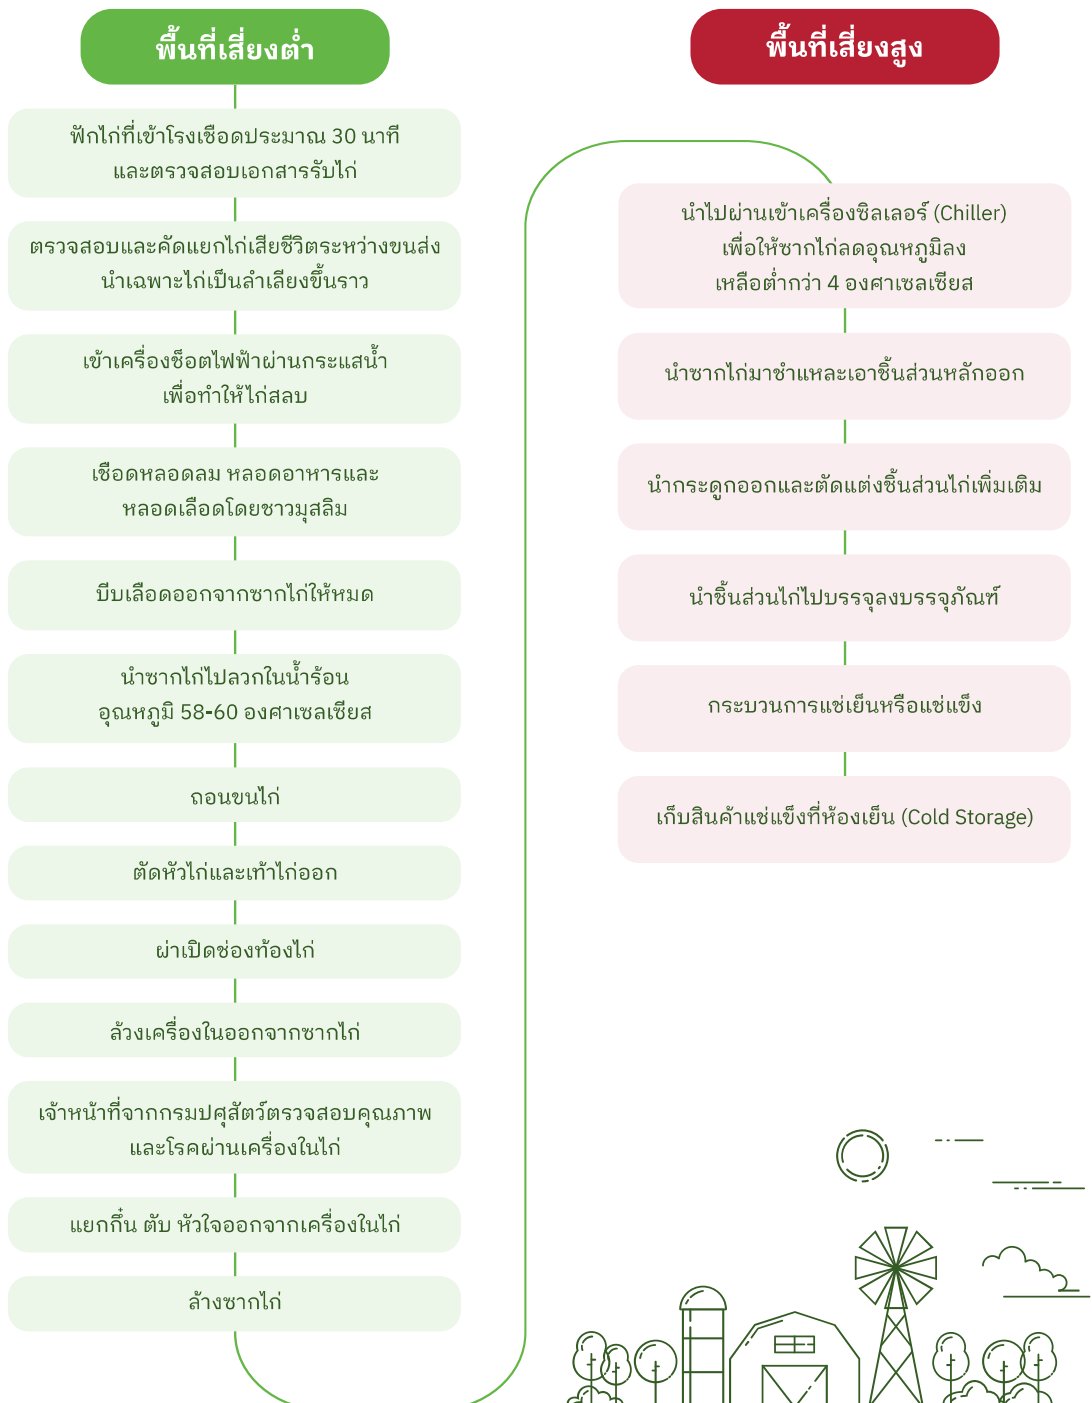 พื้นที่เสี่ยงต่ำ
ฟักไก่ที่เข้าโรงเชือดประมาณ 30 นาที
และตรวจสอบเอกสารรับไก่
ตรวจสอบและคัดแยกไก่เสียชีวิตระหว่างขนส่ง
นำเฉพาะไก่เป็นลำเลียงขึ้นราว
เข้าเครื่องช็อตไฟฟ้าผ่านกระแสน้ำ
เพื่อทำให้ไก่สลบ
เชือดหลอดลม หลอดอาหารและ
หลอดเลือดโดยชาวมุสลิม
บีบเลือดออกจากซากไก่ให้หมด
นำซากไก่ไปลวกในน้ำร้อน
อุณหภูมิ 58-60 องศาเซลเซียส
ถอนขนไก่
ตัดหัวไก่และเท้าไก่ออก
ผ่าเปิดช่องท้องไก่
ล้วงเครื่องในออกจากซากไก่
เจ้าหน้าที่จากกรมปศุสัตว์ตรวจสอบคุณภาพ
และโรคผ่านเครื่องในไก่
แยกกึ๋น ตับ หัวใจออกจากเครื่องในไก่
ล้างซากไก่
พื้นที่เสี่ยงสูง
นำไปผ่านเข้าเครื่องชิลเลอร์ (Chiller)
เพื่อให้ซากไก่ลดอุณหภูมิลง
เหลือต่ำกว่า 4 องศาเซลเซียส
นำซากไก่มาชำแหละเอาชิ้นส่วนหลักออก
นำกระดูกออกและตัดแต่งชิ้นส่วนไก่เพิ่มเติม
นำชิ้นส่วนไก่ไปบรรจุลงบรรจุภัณฑ์
กระบวนการแช่เย็นหรือแช่แข็ง
เก็บสินค้าแช่แข็งที่ห้องเย็น (Cold Storage)